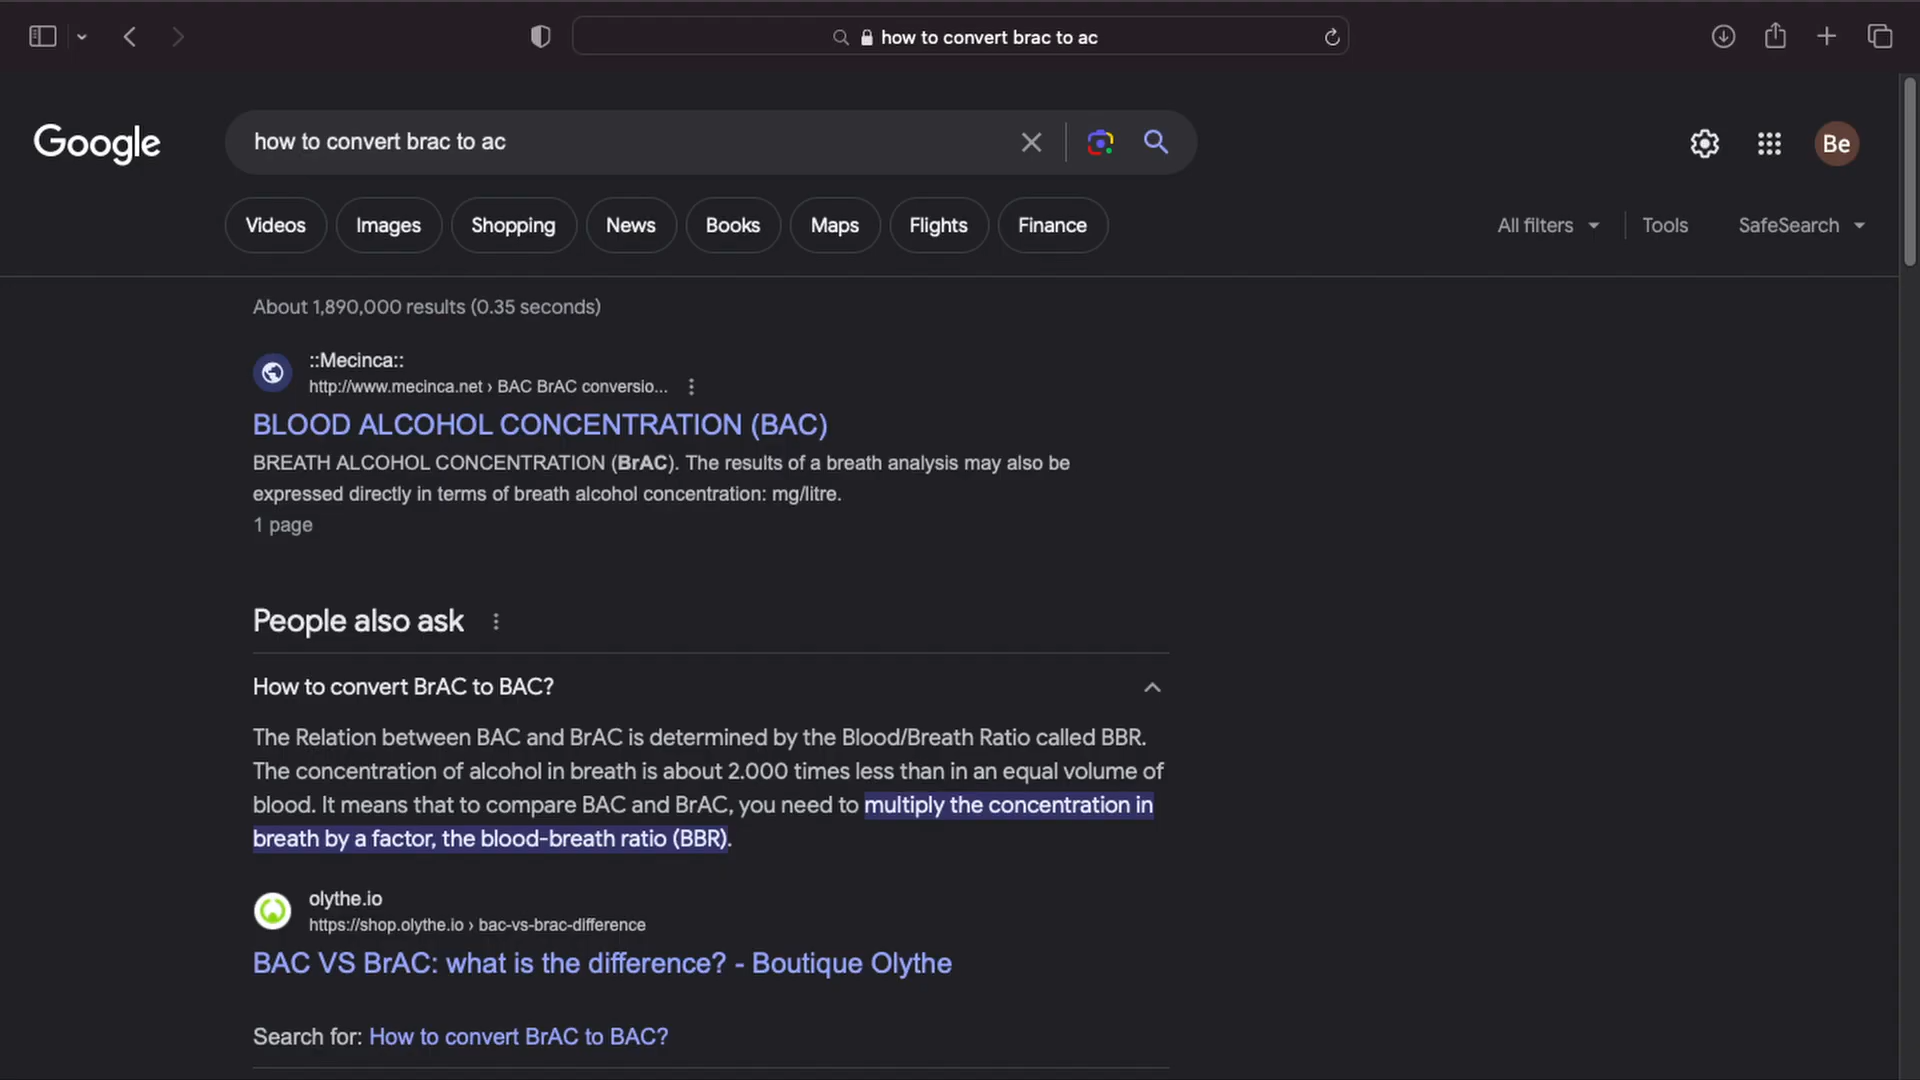 how to convert brac to ac
Google
how to convert brac to ac
Be
Videos
Images
Shopping
News
Books
Maps
Flights
Finance
All filters
Tools
SafeSearch
About 1,890,000 results (0.35 seconds)
::Mecinca::
http://www.mecinca.net › BAC BrAC conversio...
BLOOD ALCOHOL CONCENTRATION (BAC)
BREATH ALCOHOL CONCENTRATION (BrAC). The results of a breath analysis may also be
expressed directly in terms of breath alcohol concentration: mg/litre.
1 page
People also ask
How to convert BrAC to BAC?
The Relation between BAC and BrAC is determined by the Blood/Breath Ratio called BBR.
The concentration of alcohol in breath is about 2.000 times less than in an equal volume of
blood. It means that to compare BAC and BrAC, you need to multiply the concentration in
breath by a factor, the blood-breath ratio (BBR).
olythe.io
https://shop.olythe.io › bac-vs-brac-difference
BAC VS BrAC: what is the difference? - Boutique Olythe
Search for: How to convert BrAC to BAC?